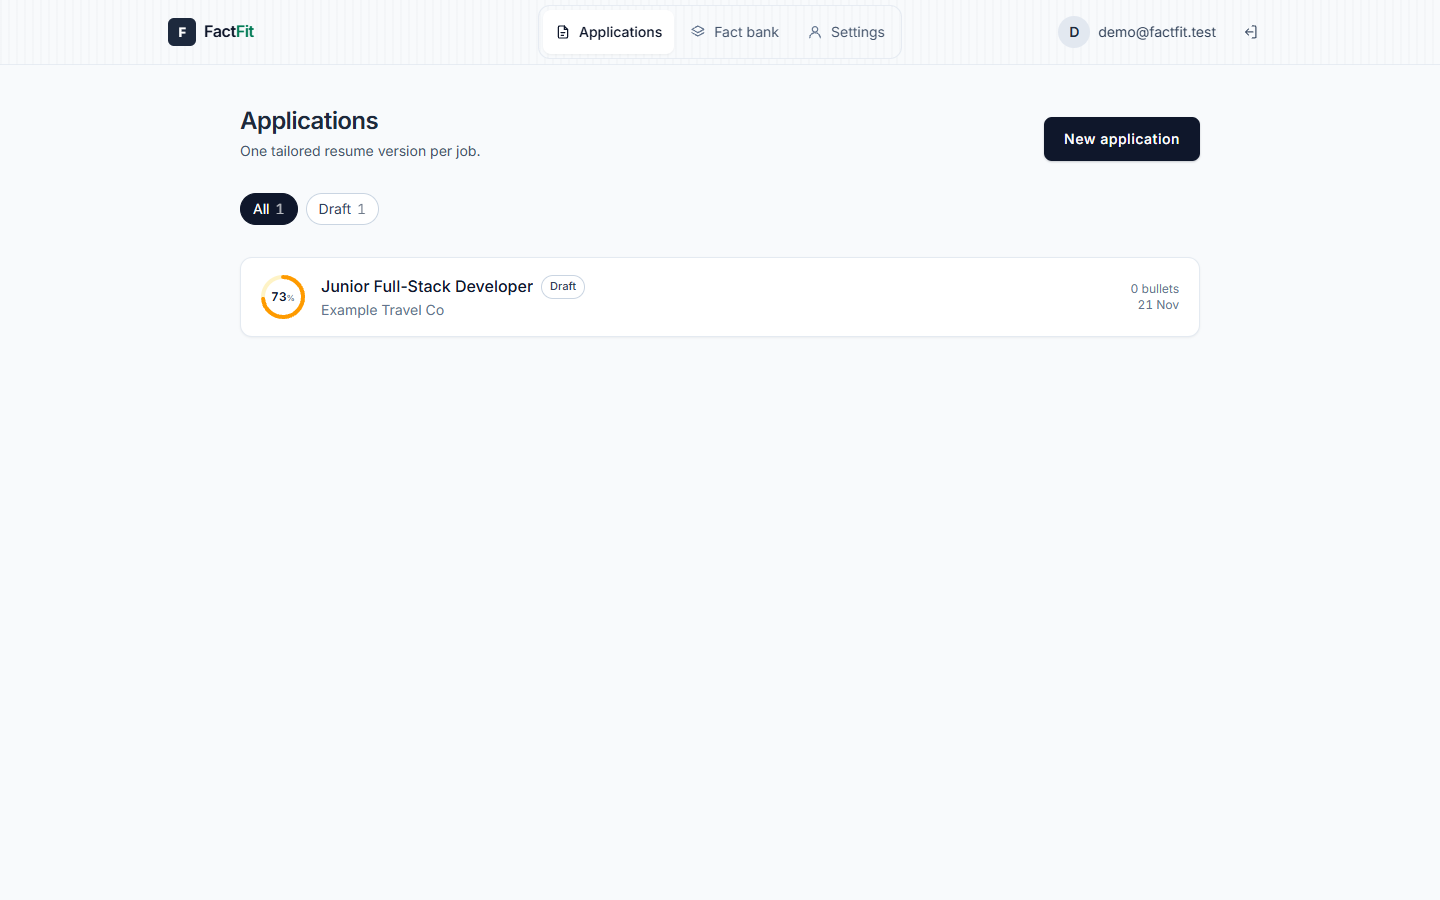 F FactFit
Applications
Fact bank
Settings
D demo@factfit.test
Applications
One tailored resume version per job.
New application
All 1
Draft 1
73%
Junior Full-Stack Developer Draft
Example Travel Co
0 bullets
21 Nov